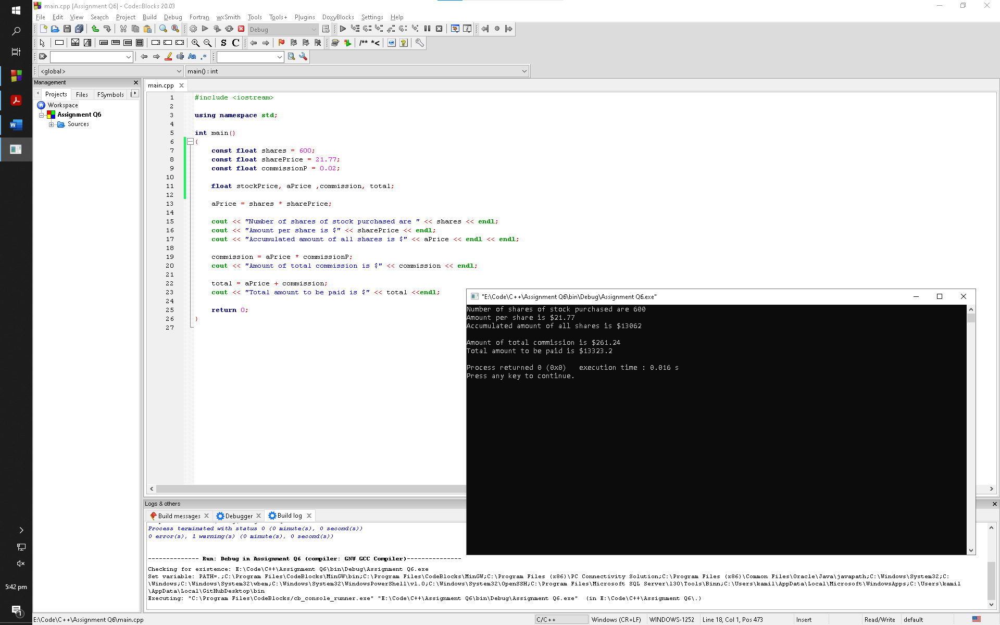 main.cpp [Assignment Q6] - Code::Blocks 20.03
File Edit View Search Project Build Debug Fortran wxSmith Tools Tools+ Plugins DoxyBlocks Settings Help
Debug
S C /** *<
Aa .*
<global> main() : int
Management
Projects Files FSymbols
Workspace
Assignment Q6
Sources
main.cpp
1 #include <iostream>
2
3 using namespace std;
4
5 int main()
6 {
7 const float shares = 600;
8 const float sharePrice = 21.77;
9 const float commissionP = 0.02;
10
11 float stockPrice, aPrice ,commission, total;
12
13 aPrice = shares * sharePrice;
14
15 cout << "Number of shares of stock purchased are " << shares << endl;
16 cout << "Amount per share is $" << sharePrice << endl;
17 cout << "Accumulated amount of all shares is $" << aPrice << endl << endl;
18
19 commission = aPrice * commissionP;
20 cout << "Amount of total commission is $" << commission << endl;
21
22 total = aPrice + commission;
23 cout << "Total amount to be paid is $" << total <<endl;
24
25 return 0;
26 }
27
"E:\Code\C++\Assignment Q6\bin\Debug\Assignment Q6.exe"
Number of shares of stock purchased are 600
Amount per share is $21.77
Accumulated amount of all shares is $13062
Amount of total commission is $261.24
Total amount to be paid is $13323.2
Process returned 0 (0x0) execution time : 0.016 s
Press any key to continue.
Logs & others
Build messages Debugger Build log
Process terminated with status 0 (0 minute(s), 0 second(s))
0 error(s), 1 warning(s) (0 minute(s), 0 second(s))
-------------- Run: Debug in Assignment Q6 (compiler: GNU GCC Compiler)---------------
Checking for existence: E:\Code\C++\Assignment Q6\bin\Debug\Assignment Q6.exe
Set variable: PATH=.;C:\Program Files\CodeBlocks\MinGW\bin;C:\Program Files\CodeBlocks\MinGW;C:\Program Files (x86)\PC Connectivity Solution;C:\Program Files (x86)\Common Files\Oracle\Java\javapath;C:\Windows\System32;C:
\Windows;C:\Windows\System32\wbem;C:\Windows\System32\WindowsPowerShell\v1.0;C:\Windows\System32\OpenSSH;C:\Program Files\Microsoft SQL Server\130\Tools\Binn;C:\Users\kamil\AppData\Local\Microsoft\WindowsApps;C:\Users\kamil
\AppData\Local\GitHubDesktop\bin
Executing: "C:\Program Files\CodeBlocks/cb_console_runner.exe" "E:\Code\C++\Assignment Q6\bin\Debug\Assignment Q6.exe" (in E:\Code\C++\Assignment Q6\.)
5:42 pm
1
E:\Code\C++\Assignment Q6\main.cpp C/C++ Windows (CR+LF) WINDOWS-1252 Line 18, Col 1, Pos 473 Insert Read/Write default